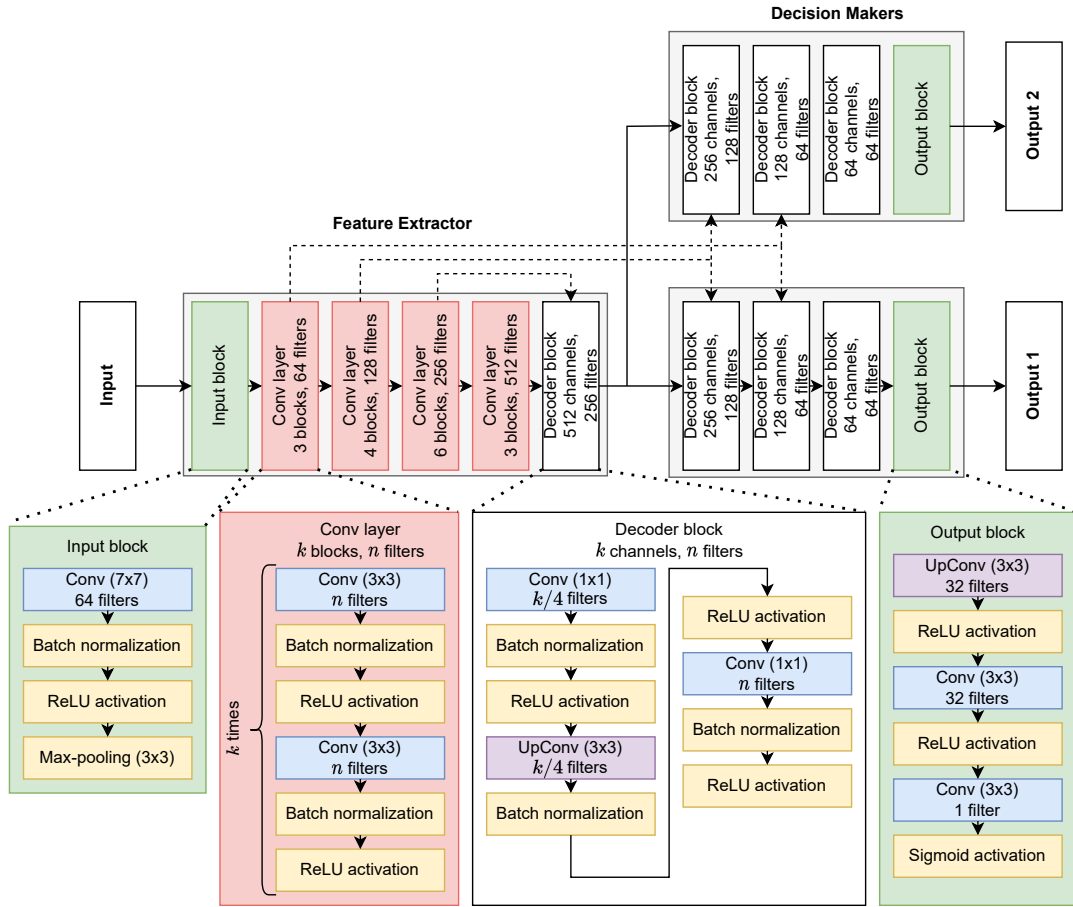 Decision Makers
Decoder block
256 channels,
128 filters
Decoder block
128 channels,
64 filters
Decoder block
64 channels,
64 filters
Output block
Output 2
Feature Extractor
Input
Input block
Conv layer
3 blocks, 64 filters
Conv layer
4 blocks, 128 filters
Conv layer
6 blocks, 256 filters
Conv layer
3 blocks, 512 filters
Decoder block
512 channels,
256 filters
Decoder block
256 channels,
128 filters
Decoder block
128 channels,
64 filters
Decoder block
64 channels,
64 filters
Output block
Output 1
Input block
Conv (7x7)
64 filters
Batch normalization
ReLU activation
Max-pooling (3x3)
Conv layer
k blocks, n filters
k times
Conv (3x3)
n filters
Batch normalization
ReLU activation
Conv (3x3)
n filters
Batch normalization
ReLU activation
Decoder block
k channels, n filters
Conv (1x1)
k/4 filters
Batch normalization
ReLU activation
UpConv (3x3)
k/4 filters
Batch normalization
ReLU activation
Conv (1x1)
n filters
Batch normalization
ReLU activation
Output block
UpConv (3x3)
32 filters
ReLU activation
Conv (3x3)
32 filters
ReLU activation
Conv (3x3)
1 filter
Sigmoid activation